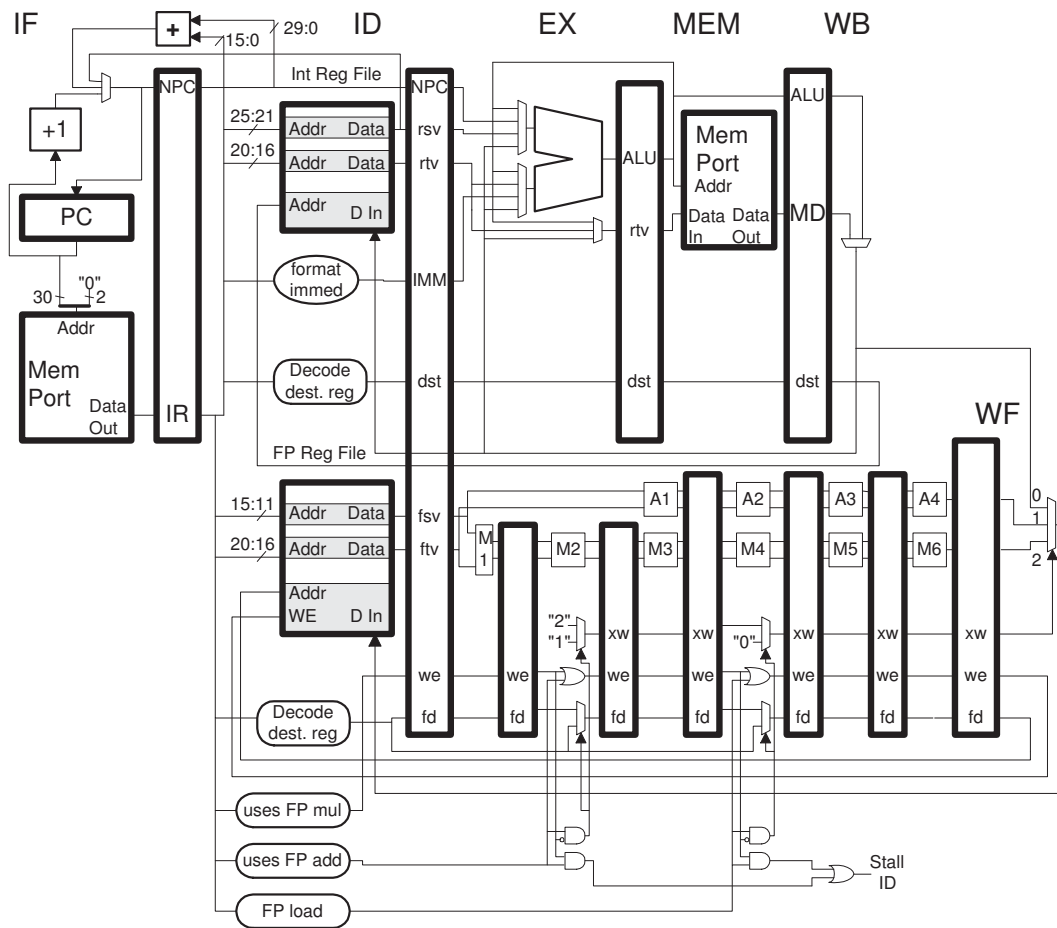 IF ID EX MEM WB
+ 29:0
15:0
Int Reg File
NPC NPC ALU
+1
25:21 Addr Data rsv
20:16 Addr Data rtv ALU
Mem
Port
Addr
PC
Addr D In
rtv Data
In Data
Out MD
format
immed IMM
30 "0" 2
Addr
Mem
Port
Data
Out IR
Decode
dest. reg dst dst dst
WF
FP Reg File
15:11 Addr Data fsv A1 A2 A3 A4 0
1
20:16 Addr Data ftv M
1 M2 M3 M4 M5 M6 2
Addr
WE D In
"2"
"1" xw xw "0" xw xw xw
we we we we we we we
Decode
dest. reg fd fd fd fd fd fd fd
uses FP mul
uses FP add
Stall
ID
FP load